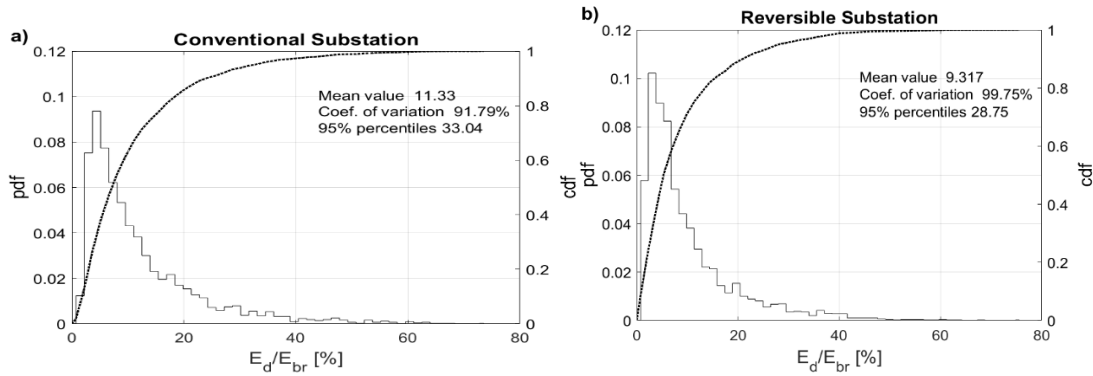 a)
Conventional Substation
0.12
0.1
0.08
0.06
0.04
0.02
0
pdf
1
0.8
0.6
0.4
0.2
0
cdf
Mean value 11.33
Coef. of variation 91.79%
95% percentiles 33.04
0 20 40 60 80
E_d/E_br [%]
b)
Reversible Substation
0.12
0.1
0.08
0.06
0.04
0.02
0
pdf
1
0.8
0.6
0.4
0.2
0
cdf
Mean value 9.317
Coef. of variation 99.75%
95% percentiles 28.75
0 20 40 60 80
E_d/E_br [%]